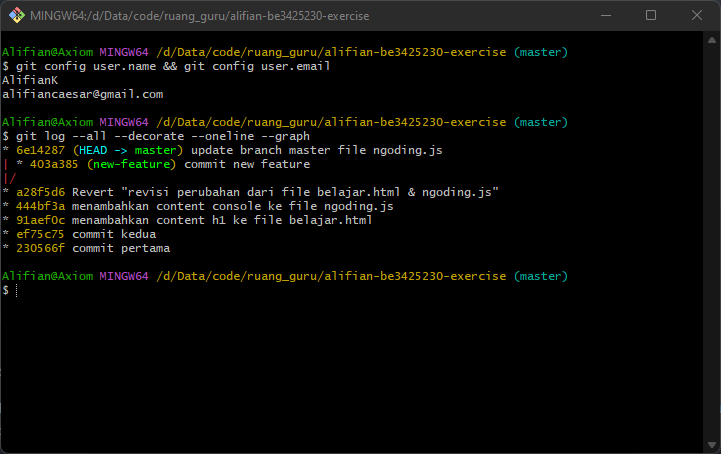 MINGW64:/d/Data/code/ruang_guru/alifian-be3425230-exercise
Alifian@Axiom MINGW64 /d/Data/code/ruang_guru/alifian-be3425230-exercise (master)
$ git config user.name && git config user.email
AlifianK
alifiancaesar@gmail.com
Alifian@Axiom MINGW64 /d/Data/code/ruang_guru/alifian-be3425230-exercise (master)
$ git log --all --decorate --oneline --graph
* 6e14287 (HEAD -> master) update branch master file ngoding.js
| * 403a385 (new-feature) commit new feature
|/
* a28f5d6 Revert "revisi perubahan dari file belajar.html & ngoding.js"
* 444bf3a menambahkan content console ke file ngoding.js
* 91aef0c menambahkan content h1 ke file belajar.html
* ef75c75 commit kedua
* 230566f commit pertama
Alifian@Axiom MINGW64 /d/Data/code/ruang_guru/alifian-be3425230-exercise (master)
$